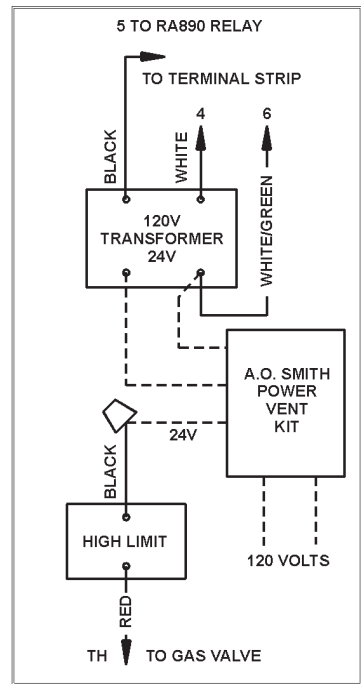 5 TO RA890 RELAY
TO TERMINAL STRIP
BLACK
WHITE
4
6
WHITE/GREEN
120V
TRANSFORMER
24V
A.O. SMITH
POWER
VENT
KIT
24V
BLACK
HIGH LIMIT
120 VOLTS
RED
TH TO GAS VALVE